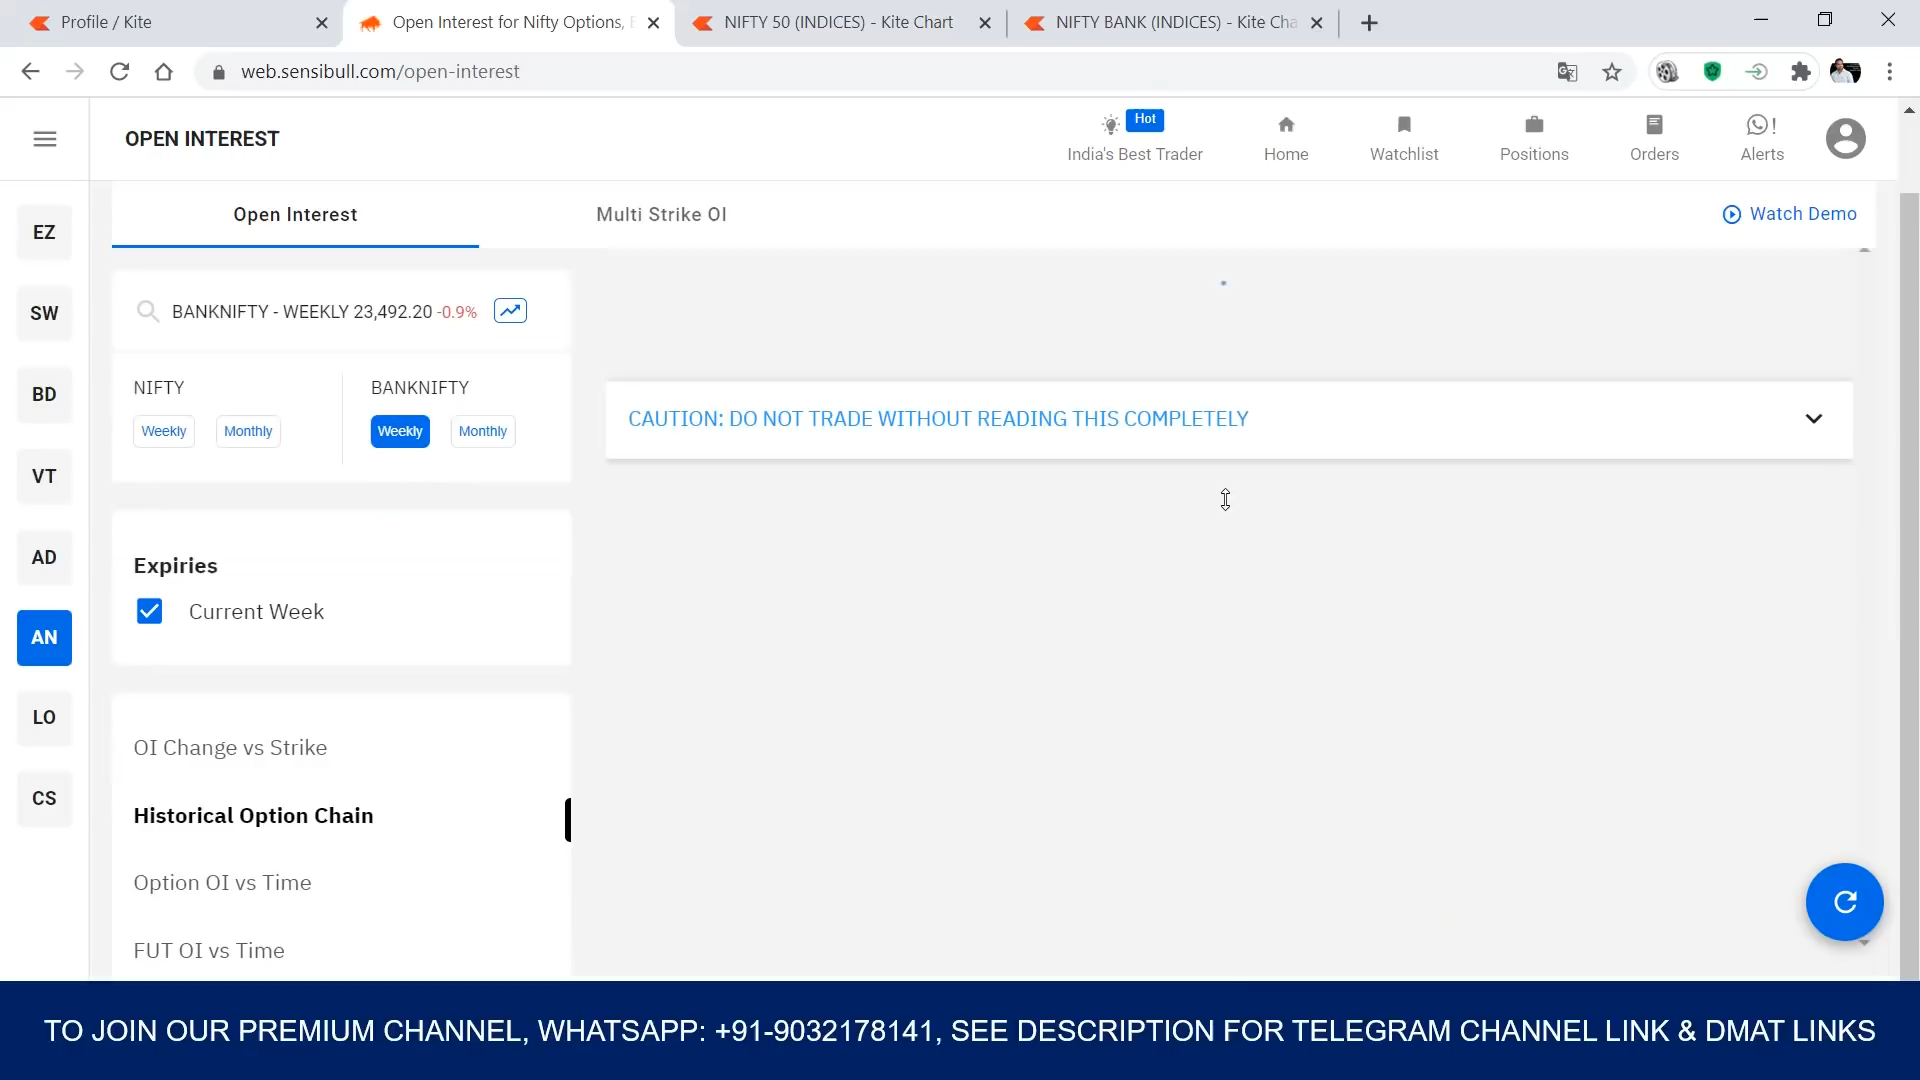 Profile / Kite
Open Interest for Nifty Options,
NIFTY 50 (INDICES) - Kite Chart
NIFTY BANK (INDICES) - Kite Cha
web.sensibull.com/open-interest
OPEN INTEREST
Hot
India's Best Trader
Home
Watchlist
Positions
Orders
!
Alerts
Open Interest
Multi Strike OI
Watch Demo
EZ
SW
BD
VT
AD
AN
LO
CS
BANKNIFTY - WEEKLY 23,492.20 -0.9%
NIFTY
BANKNIFTY
Weekly
Monthly
Weekly
Monthly
CAUTION: DO NOT TRADE WITHOUT READING THIS COMPLETELY
Expiries
Current Week
OI Change vs Strike
Historical Option Chain
Option OI vs Time
FUT OI vs Time
TO JOIN OUR PREMIUM CHANNEL, WHATSAPP: +91-9032178141, SEE DESCRIPTION FOR TELEGRAM CHANNEL LINK & DMAT LINKS